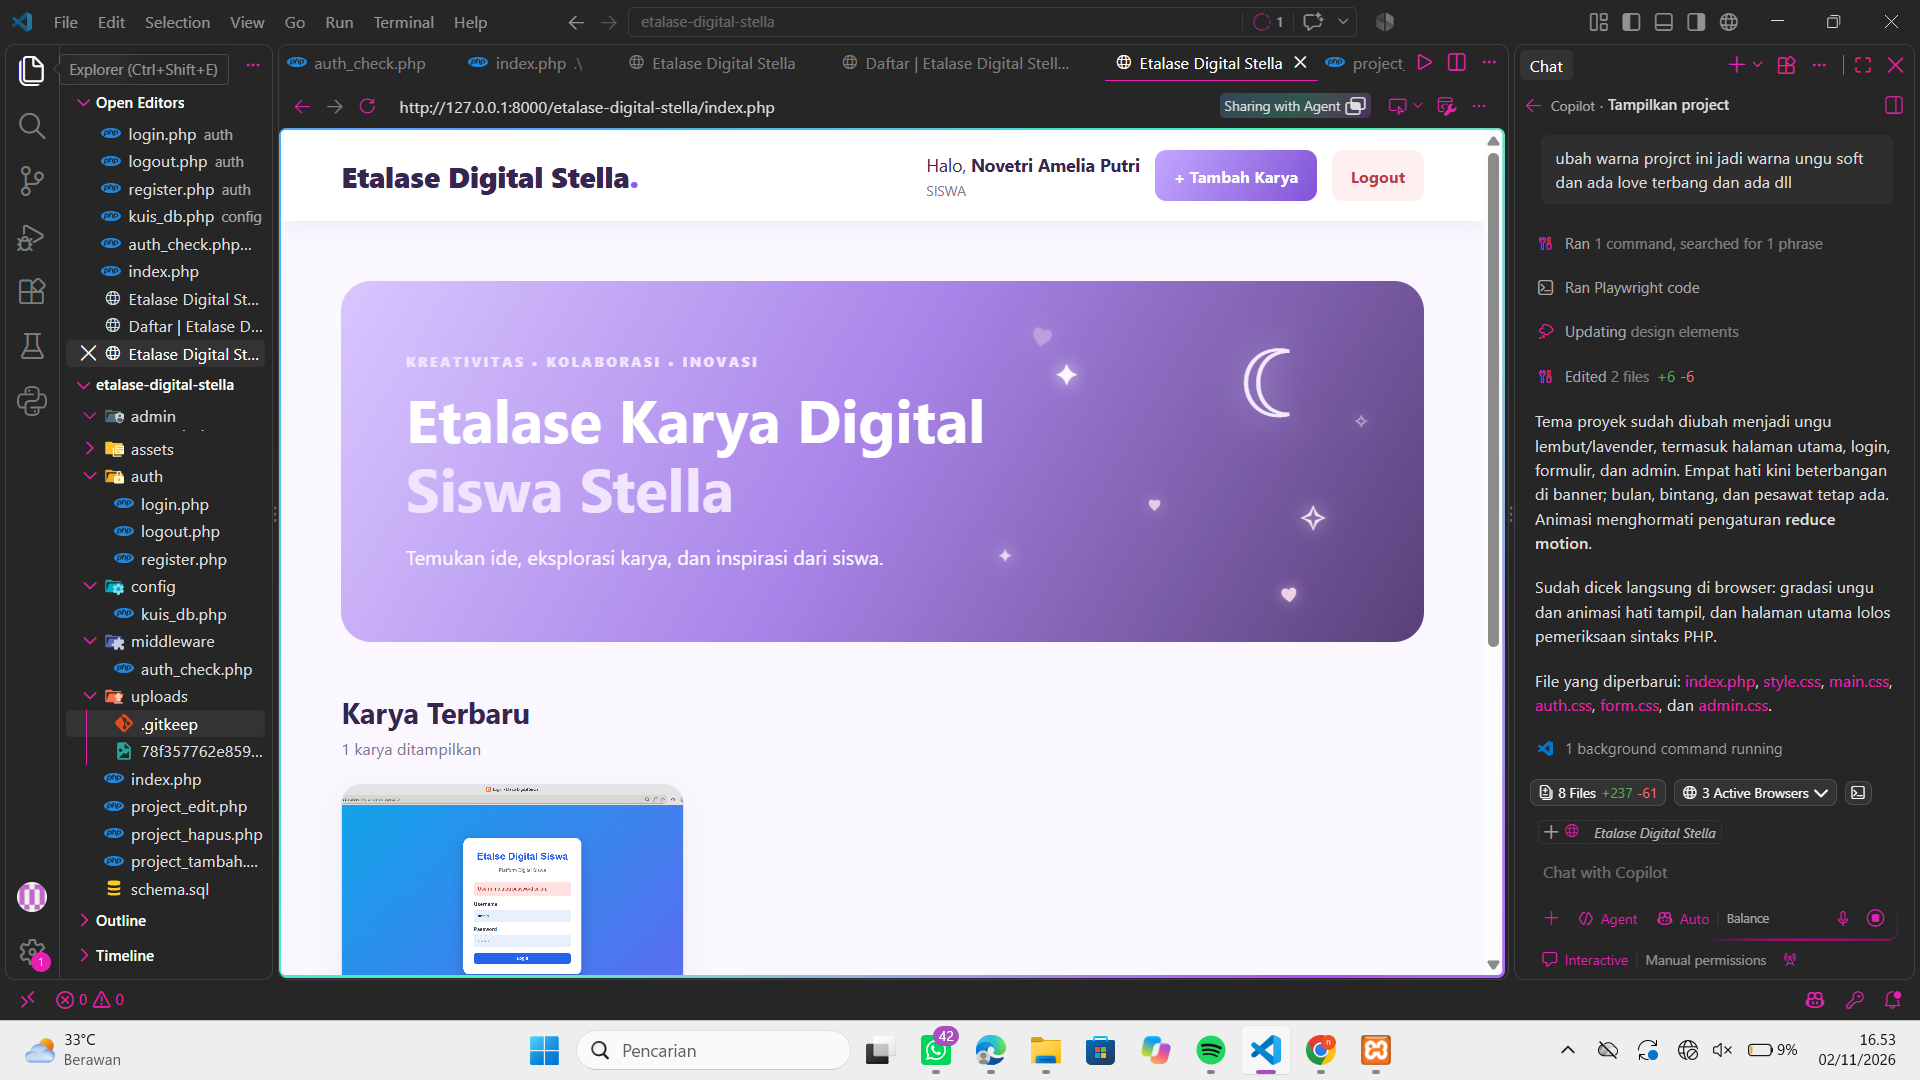 File Edit Selection View Go Run Terminal Help
etalase-digital-stella
1
Explorer (Ctrl+Shift+E)
Open Editors
login.php auth
logout.php auth
register.php auth
kuis_db.php config
auth_check.php...
index.php
Etalase Digital St...
Daftar | Etalase D...
Etalase Digital St...
etalase-digital-stella
admin
assets
auth
login.php
logout.php
register.php
config
kuis_db.php
middleware
auth_check.php
uploads
.gitkeep
78f357762e859...
index.php
project_edit.php
project_hapus.php
project_tambah....
schema.sql
Outline
Timeline
1
0 0
auth_check.php
index.php .\
Etalase Digital Stella
Daftar | Etalase Digital Stell...
Etalase Digital Stella
project_
http://127.0.0.1:8000/etalase-digital-stella/index.php
Sharing with Agent
Etalase Digital Stella.
Halo, Novetri Amelia Putri
SISWA
+ Tambah Karya
Logout
KREATIVITAS • KOLABORASI • INOVASI
Etalase Karya Digital
Siswa Stella
Temukan ide, eksplorasi karya, dan inspirasi dari siswa.
Karya Terbaru
1 karya ditampilkan
Etalse Digital Siswa
Platform Digital Siswa
Username
Password
Login
Chat
Copilot · Tampilkan project
ubah warna projrct ini jadi warna ungu soft
dan ada love terbang dan ada dll
Ran 1 command, searched for 1 phrase
Ran Playwright code
Updating design elements
Edited 2 files +6 -6
Tema proyek sudah diubah menjadi ungu
lembut/lavender, termasuk halaman utama, login,
formulir, dan admin. Empat hati kini beterbangan
di banner; bulan, bintang, dan pesawat tetap ada.
Animasi menghormati pengaturan reduce
motion.
Sudah dicek langsung di browser: gradasi ungu
dan animasi hati tampil, dan halaman utama lolos
pemeriksaan sintaks PHP.
File yang diperbarui: index.php, style.css, main.css,
auth.css, form.css, dan admin.css.
1 background command running
8 Files +237 -61
3 Active Browsers
Etalase Digital Stella
Chat with Copilot
Agent Auto Balance
Interactive Manual permissions
33°C
Berawan
Pencarian
42
9%
16.53
02/11/2026